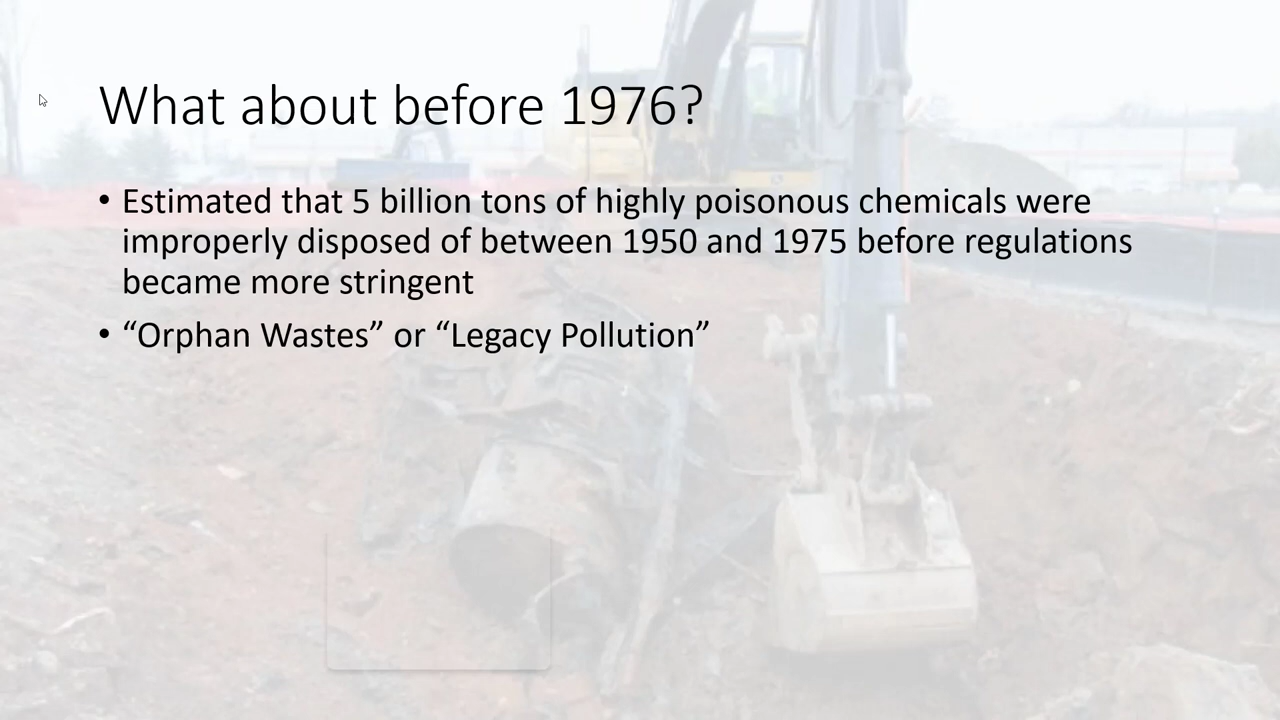 What about before 1976?
• Estimated that 5 billion tons of highly poisonous chemicals were
improperly disposed of between 1950 and 1975 before regulations
became more stringent
• “Orphan Wastes” or “Legacy Pollution”